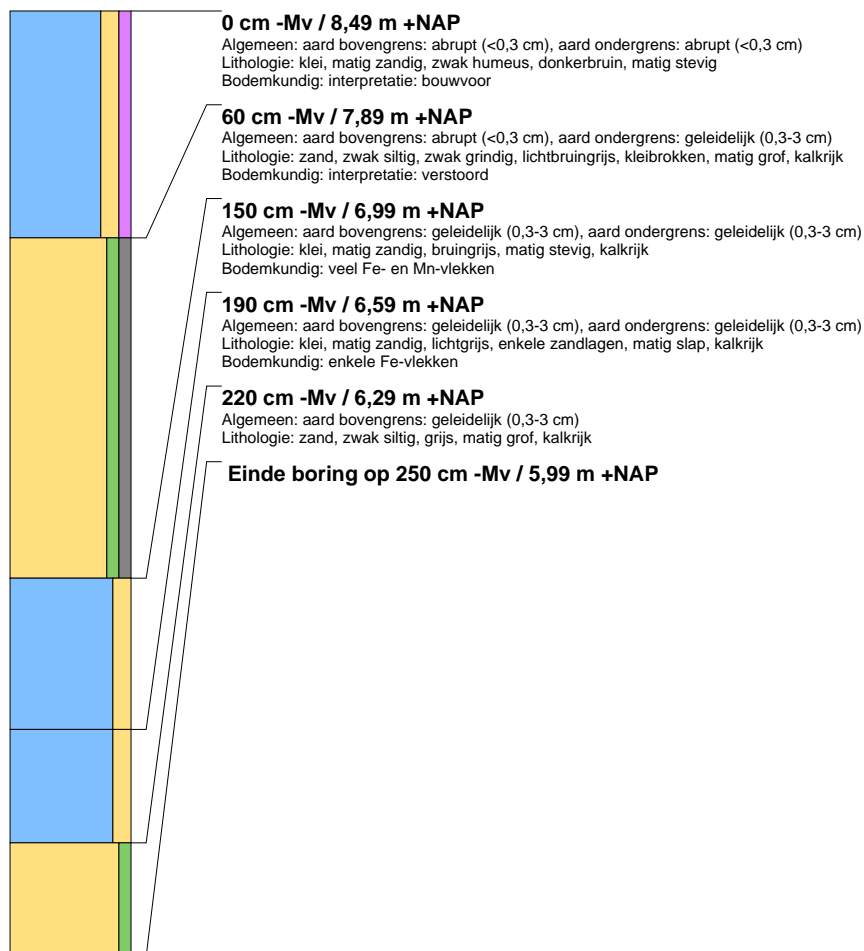 0 cm -Mv / 8,49 m +NAP
Algemeen: aard bovengrens: abrupt (<0,3 cm), aard ondergrens: abrupt (<0,3 cm)
Lithologie: klei, matig zandig, zwak humeus, donkerbruin, matig stevig
Bodemkundig: interpretatie: bouwvoor
60 cm -Mv / 7,89 m +NAP
Algemeen: aard bovengrens: abrupt (<0,3 cm), aard ondergrens: geleidelijk (0,3-3 cm)
Lithologie: zand, zwak siltig, zwak grindig, lichtbruingrijs, kleibrokken, matig grof, kalkrijk
Bodemkundig: interpretatie: verstoord
150 cm -Mv / 6,99 m +NAP
Algemeen: aard bovengrens: geleidelijk (0,3-3 cm), aard ondergrens: geleidelijk (0,3-3 cm)
Lithologie: klei, matig zandig, bruingrijs, matig stevig, kalkrijk
Bodemkundig: veel Fe- en Mn-vlekken
190 cm -Mv / 6,59 m +NAP
Algemeen: aard bovengrens: geleidelijk (0,3-3 cm), aard ondergrens: geleidelijk (0,3-3 cm)
Lithologie: klei, matig zandig, lichtgrijs, enkele zandlagen, matig slap, kalkrijk
Bodemkundig: enkele Fe-vlekken
220 cm -Mv / 6,29 m +NAP
Algemeen: aard bovengrens: geleidelijk (0,3-3 cm)
Lithologie: zand, zwak siltig, grijs, matig grof, kalkrijk
Einde boring op 250 cm -Mv / 5,99 m +NAP